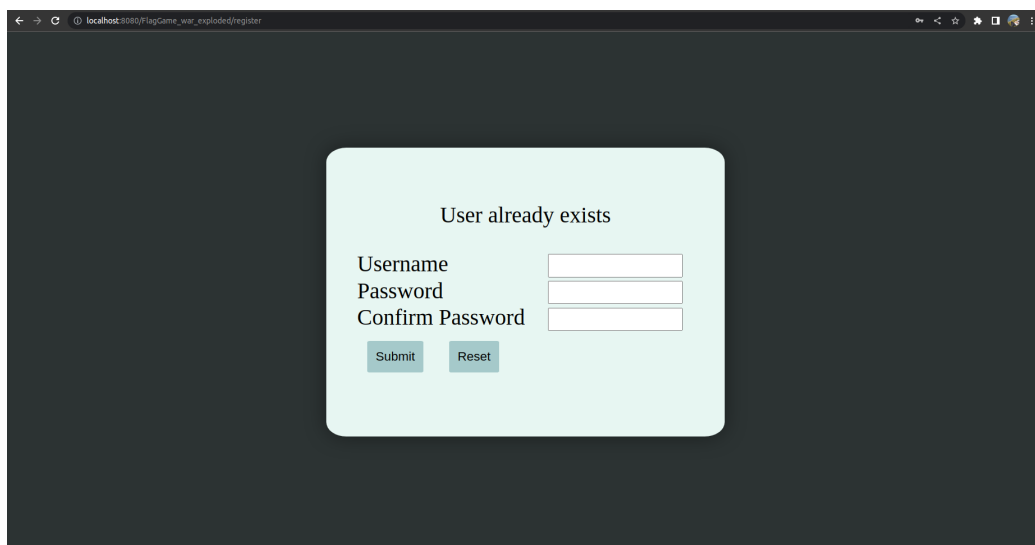 localhost:8080/FlagGame_war_exploded/register
User already exists
Username
Password
Confirm Password
Submit Reset